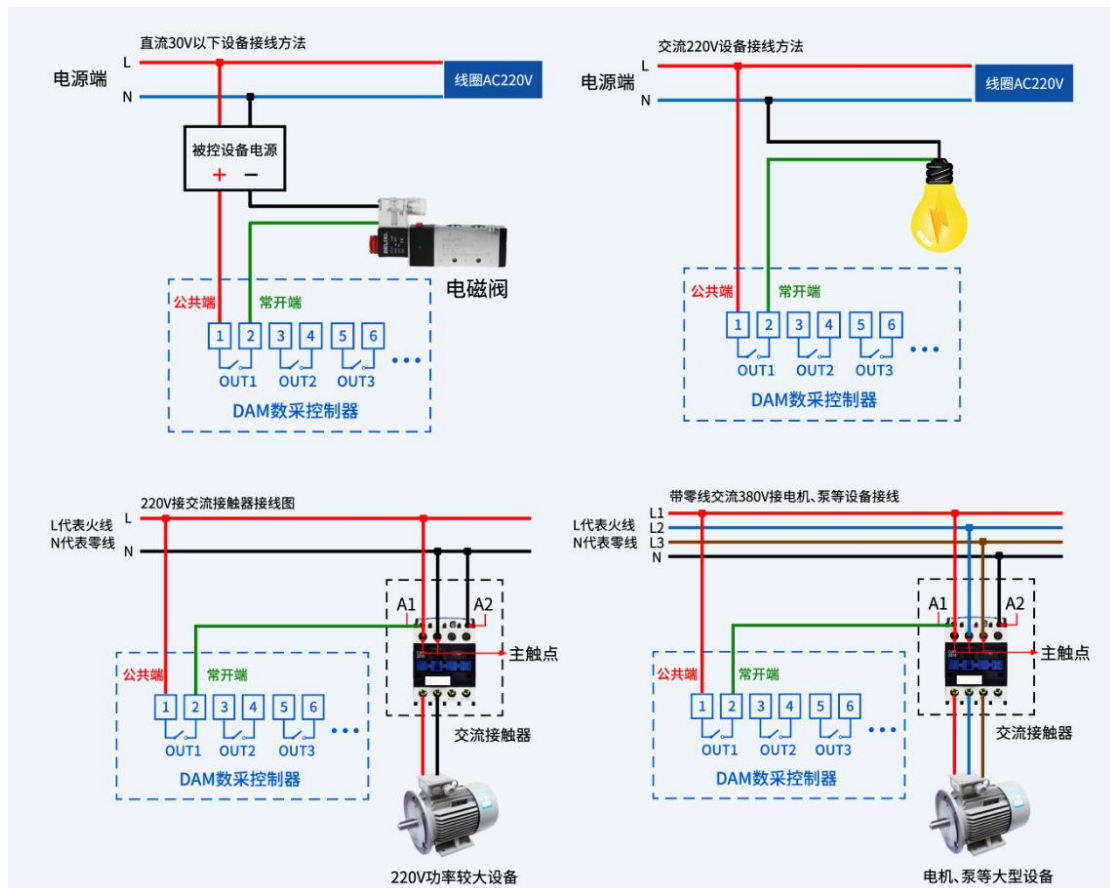 直流30V以下设备接线方法
L
电源端
N
线圈AC220V
被控设备电源
+ −
电磁阀
公共端
常开端
1 2 3 4 5 6
OUT1 OUT2 OUT3
DAM数采控制器
交流220V设备接线方法
L
电源端
N
线圈AC220V
公共端
常开端
1 2 3 4 5 6
OUT1 OUT2 OUT3
DAM数采控制器
220V接交流接触器接线图
L代表火线 L
N代表零线 N
A1 A2
主触点
公共端
常开端
1 2 3 4 5 6
交流接触器
OUT1 OUT2 OUT3
DAM数采控制器
220V功率较大设备
带零线交流380V接电机、泵等设备接线
L1
L代表火线 L2
N代表零线 L3
N
A1 A2
主触点
公共端
常开端
1 2 3 4 5 6
交流接触器
OUT1 OUT2 OUT3
DAM数采控制器
电机、泵等大型设备